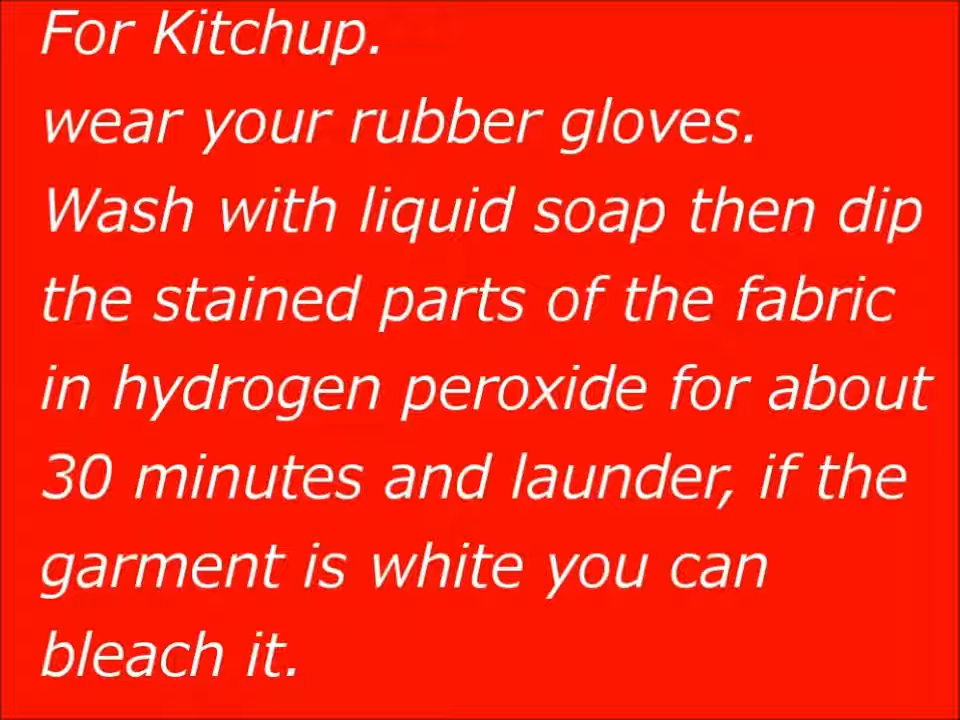 For Kitchup.
wear your rubber gloves.
Wash with liquid soap then dip
the stained parts of the fabric
in hydrogen peroxide for about
30 minutes and launder, if the
garment is white you can
bleach it.